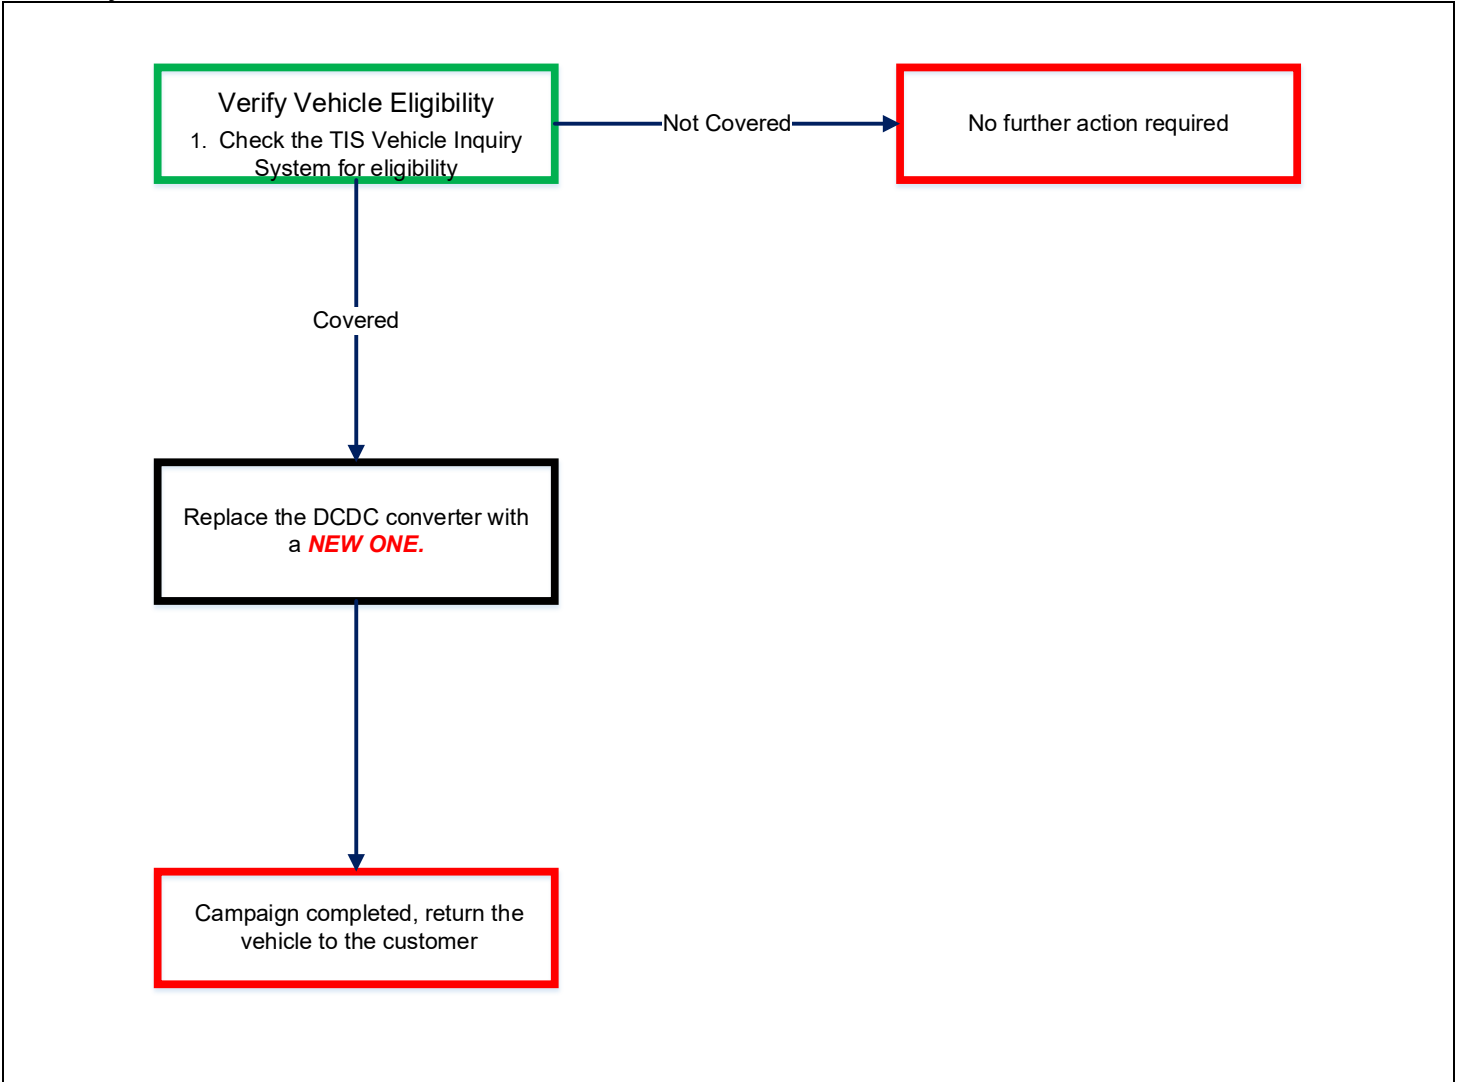 Verify Vehicle Eligibility
1. Check the TIS Vehicle Inquiry
System for eligibility
Not Covered
No further action required
Covered
Replace the DCDC converter with
a NEW ONE.
Campaign completed, return the
vehicle to the customer